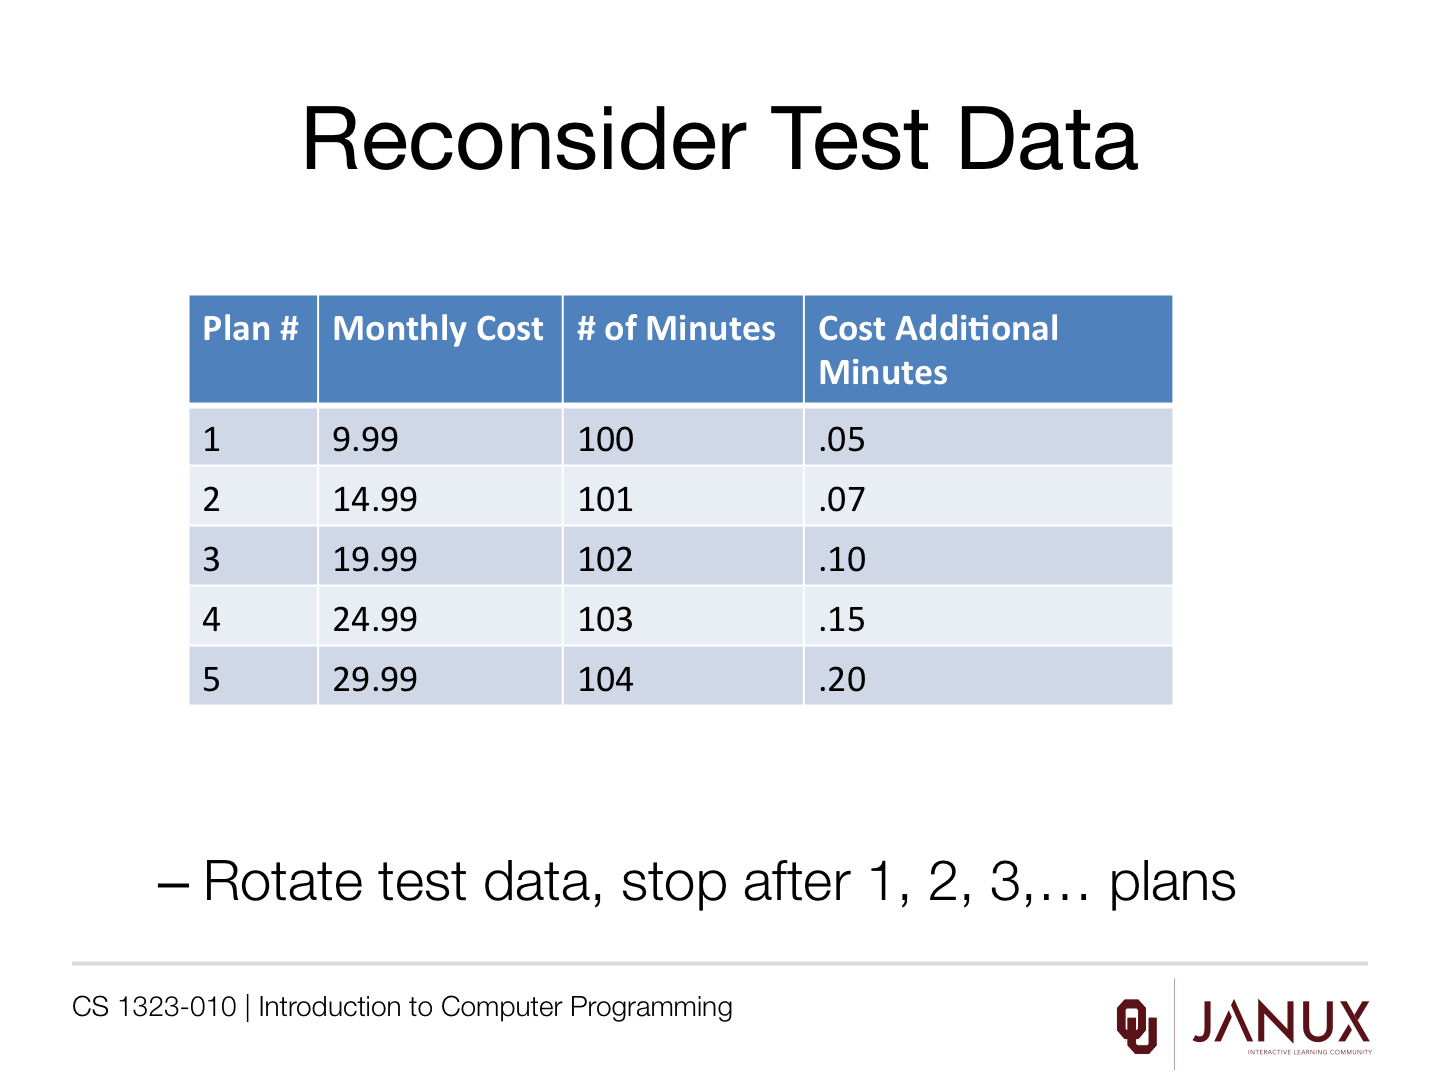 Reconsider Test Data
Plan # Monthly Cost # of Minutes Cost Additional
Minutes
1 9.99 100 .05
2 14.99 101 .07
3 19.99 102 .10
4 24.99 103 .15
5 29.99 104 .20
– Rotate test data, stop after 1, 2, 3,… plans
CS 1323-010 | Introduction to Computer Programming
OU
JANUX
INTERACTIVE LEARNING COMMUNITY